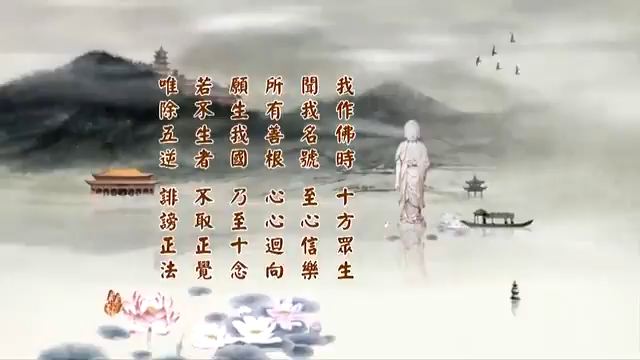 我作佛時 十方眾生
聞我名號 至心信樂
所有善根 心心迴向
願生我國 乃至十念
若不生者 不取正覺
唯除五逆 誹謗正法